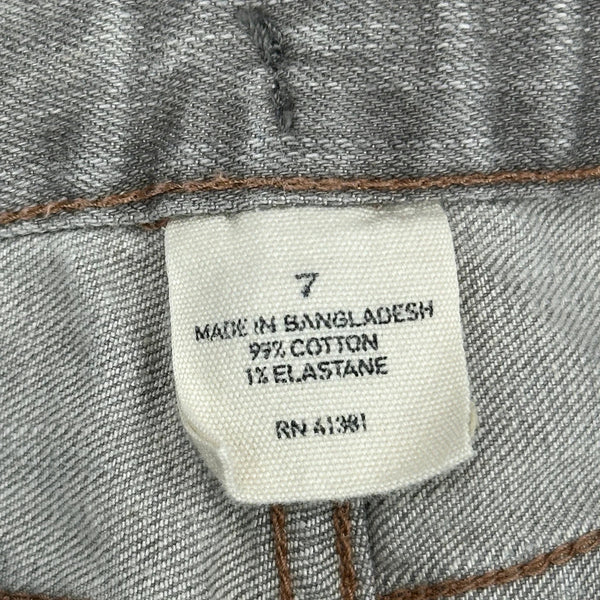 7
MADE IN BANGLADESH
99% COTTON
1% ELASTANE
RN 41381